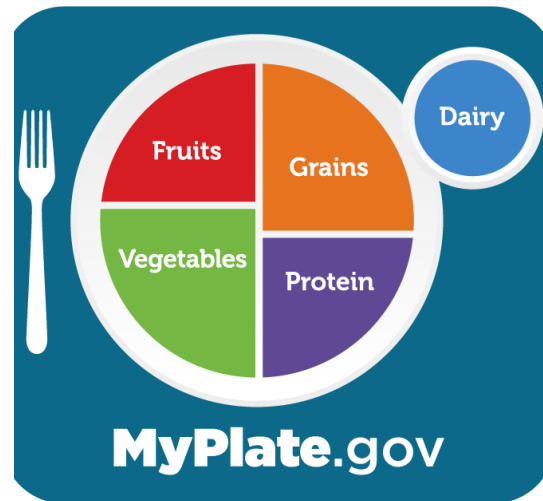 Fruits
Grains
Dairy
Vegetables
Protein
MyPlate.gov